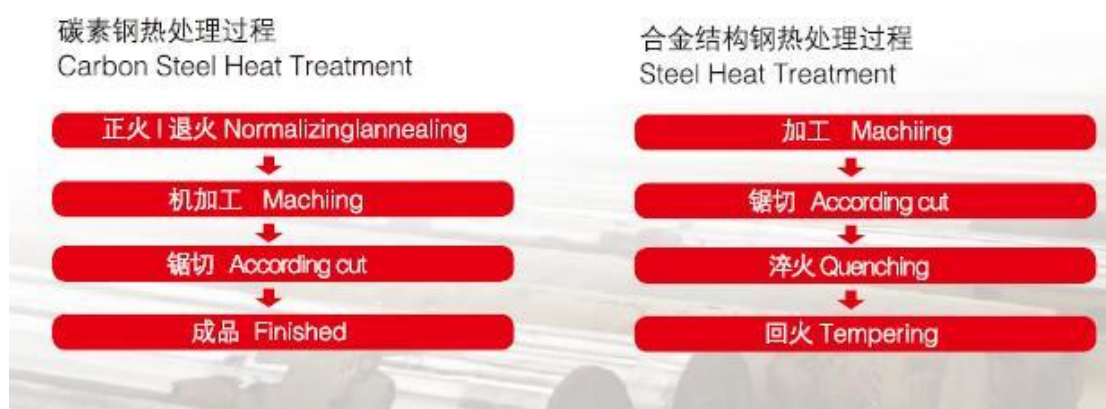 碳素钢热处理过程
Carbon Steel Heat Treatment
正火 | 退火 Normalizing|annealing
机加工 Machiing
锯切 According cut
成品 Finished
合金结构钢热处理过程
Steel Heat Treatment
加工 Machiing
锯切 According cut
淬火 Quenching
回火 Tempering